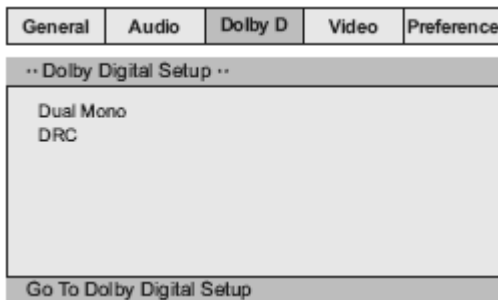 General Audio Dolby D Video Preference
·· Dolby Digital Setup ··
Dual Mono
DRC
Go To Dolby Digital Setup